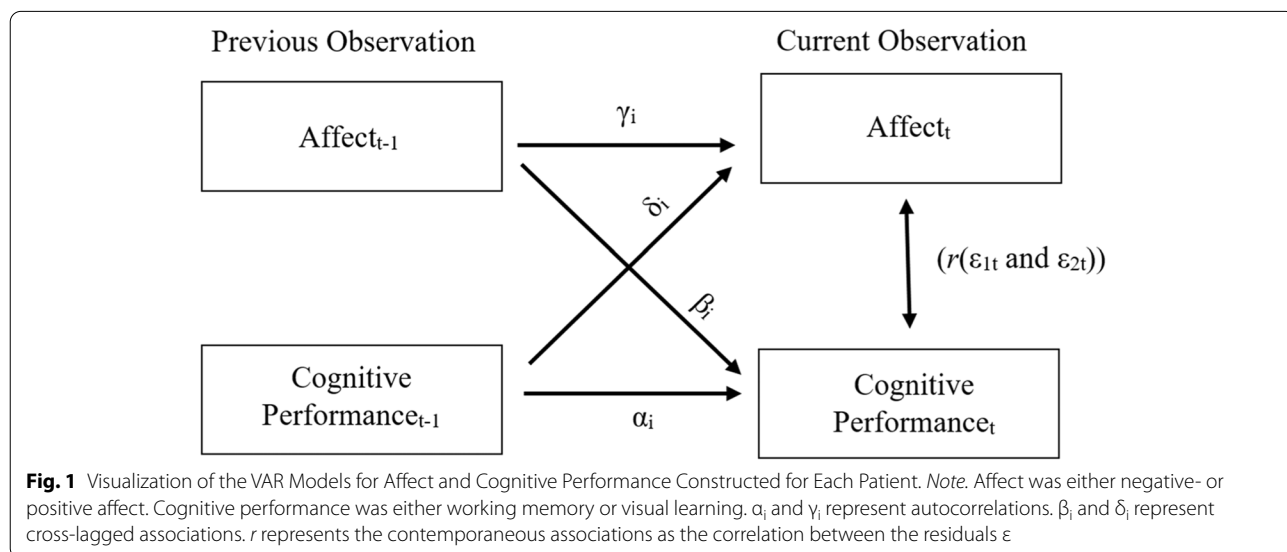 Previous Observation
Current Observation
Affectt-1
γi
Affectt
δi
(r(ε1t and ε2t))
βi
Cognitive
Performancet-1
αi
Cognitive
Performancet
Fig. 1 Visualization of the VAR Models for Affect and Cognitive Performance Constructed for Each Patient. Note. Affect was either negative- or
positive affect. Cognitive performance was either working memory or visual learning. αi and γi represent autocorrelations. βi and δi represent
cross-lagged associations. r represents the contemporaneous associations as the correlation between the residuals ε